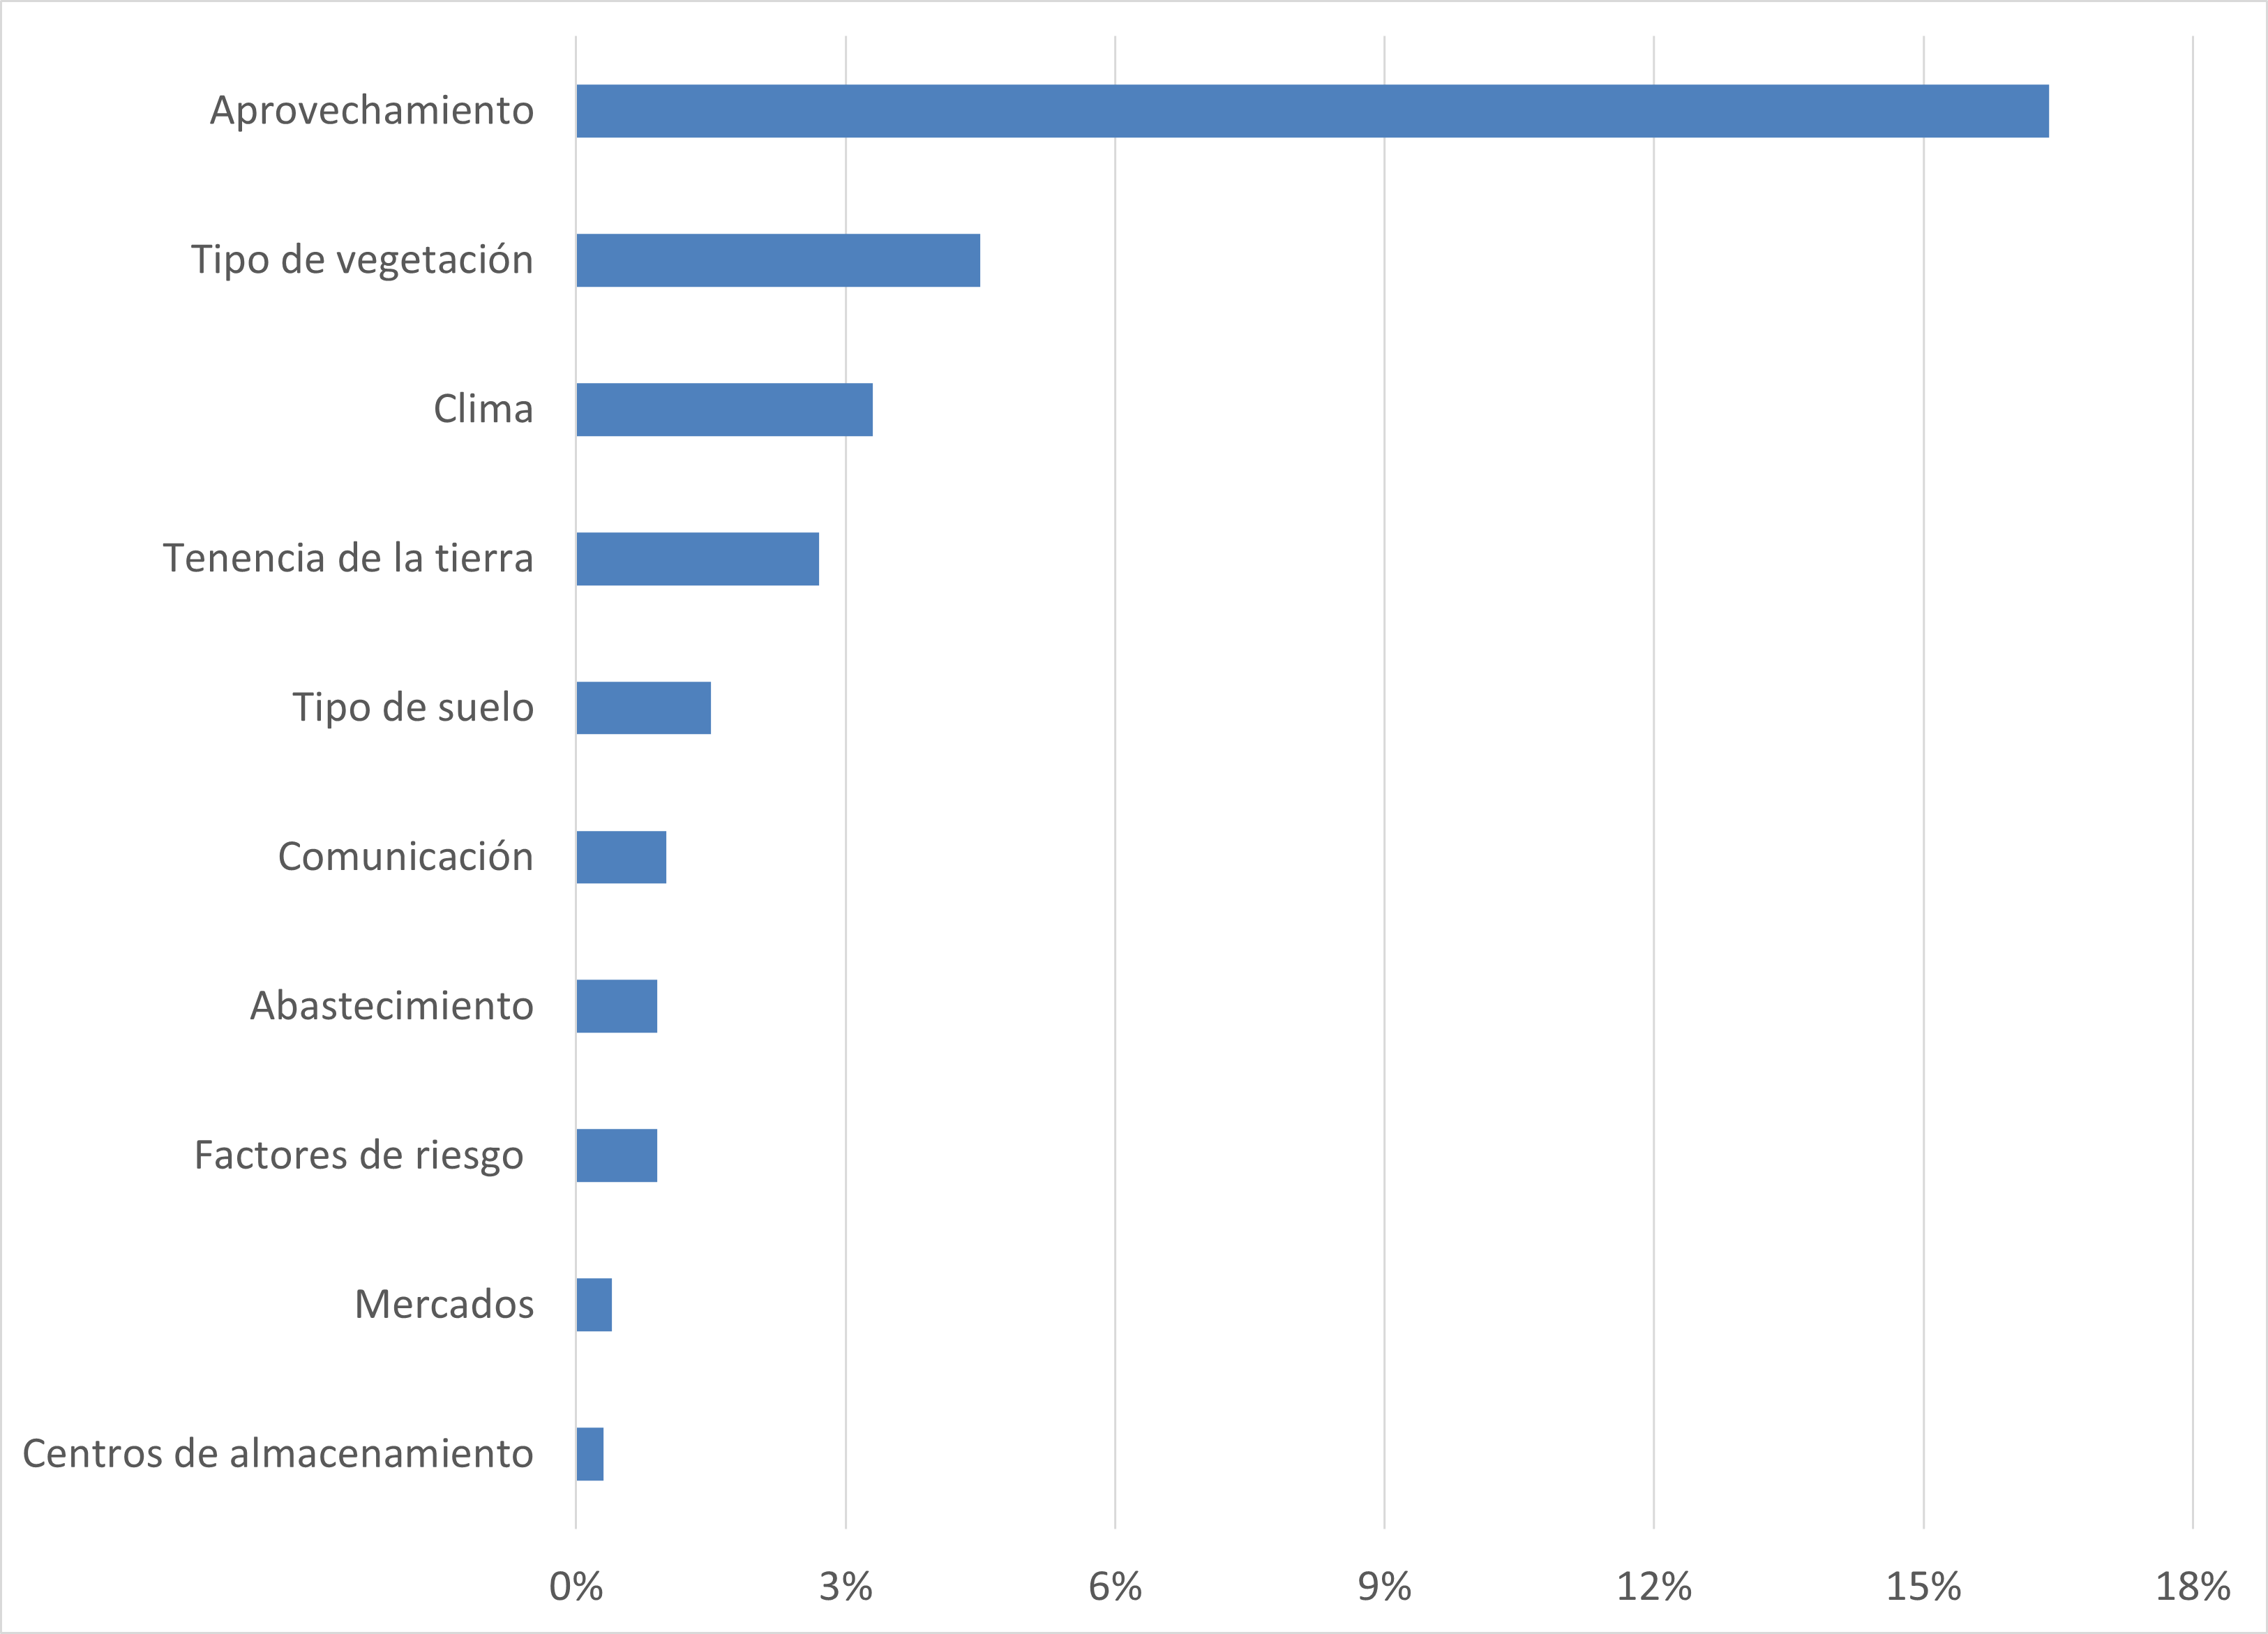 Aprovechamiento
Tipo de vegetación
Clima
Tenencia de la tierra
Tipo de suelo
Comunicación
Abastecimiento
Factores de riesgo
Mercados
Centros de almacenamiento
0% 3% 6% 9% 12% 15% 18%